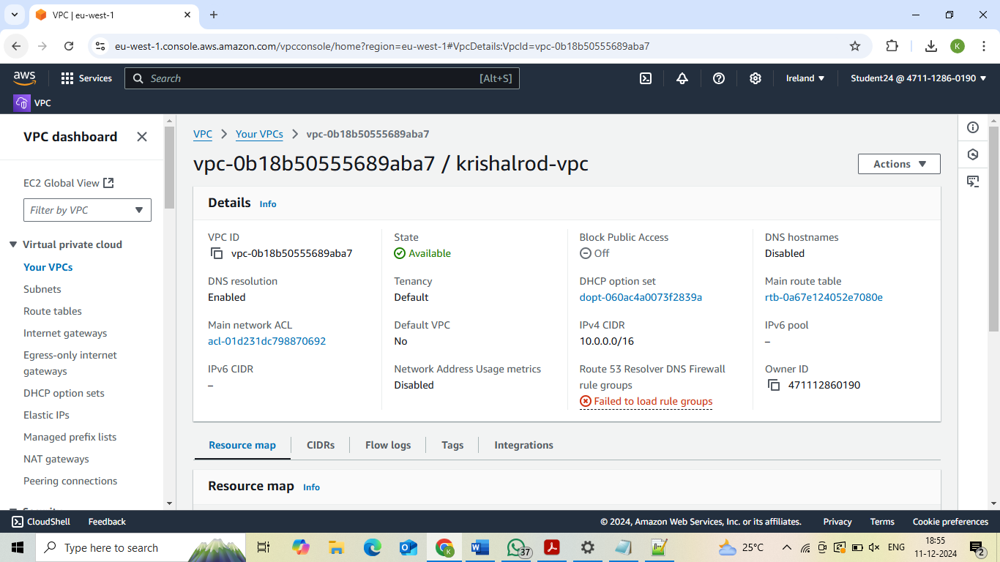 VPC | eu-west-1
eu-west-1.console.aws.amazon.com/vpcconsole/home?region=eu-west-1#VpcDetails:VpcId=vpc-0b18b50555689aba7
K
aws
Services
Search
[Alt+S]
Ireland
Student24 @ 4711-1286-0190
VPC
VPC dashboard
EC2 Global View
Filter by VPC
Virtual private cloud
Your VPCs
Subnets
Route tables
Internet gateways
Egress-only internet
gateways
DHCP option sets
Elastic IPs
Managed prefix lists
NAT gateways
Peering connections
VPC
Your VPCs
vpc-0b18b50555689aba7
vpc-0b18b50555689aba7 / krishalrod-vpc
Actions
Details Info
VPC ID
vpc-0b18b50555689aba7
State
Available
Block Public Access
Off
DNS hostnames
Disabled
DNS resolution
Enabled
Tenancy
Default
DHCP option set
dopt-060ac4a0073f2839a
Main route table
rtb-0a67e124052e7080e
Main network ACL
acl-01d231dc798870692
Default VPC
No
IPv4 CIDR
10.0.0.0/16
IPv6 pool
–
IPv6 CIDR
–
Network Address Usage metrics
Disabled
Route 53 Resolver DNS Firewall
rule groups
Failed to load rule groups
Owner ID
471112860190
Resource map
CIDRs
Flow logs
Tags
Integrations
Resource map Info
CloudShell
Feedback
© 2024, Amazon Web Services, Inc. or its affiliates.
Privacy
Terms
Cookie preferences
Type here to search
37
25°C
ENG
18:55
11-12-2024
2